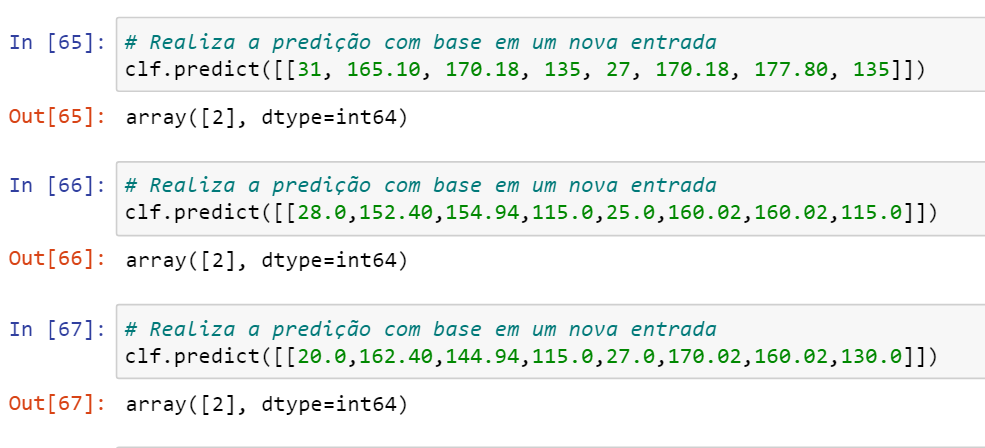 In [65]: # Realiza a predição com base em um nova entrada
clf.predict([[31, 165.10, 170.18, 135, 27, 170.18, 177.80, 135]])
Out[65]: array([2], dtype=int64)
In [66]: # Realiza a predição com base em um nova entrada
clf.predict([[28.0,152.40,154.94,115.0,25.0,160.02,160.02,115.0]])
Out[66]: array([2], dtype=int64)
In [67]: # Realiza a predição com base em um nova entrada
clf.predict([[20.0,162.40,144.94,115.0,27.0,170.02,160.02,130.0]])
Out[67]: array([2], dtype=int64)